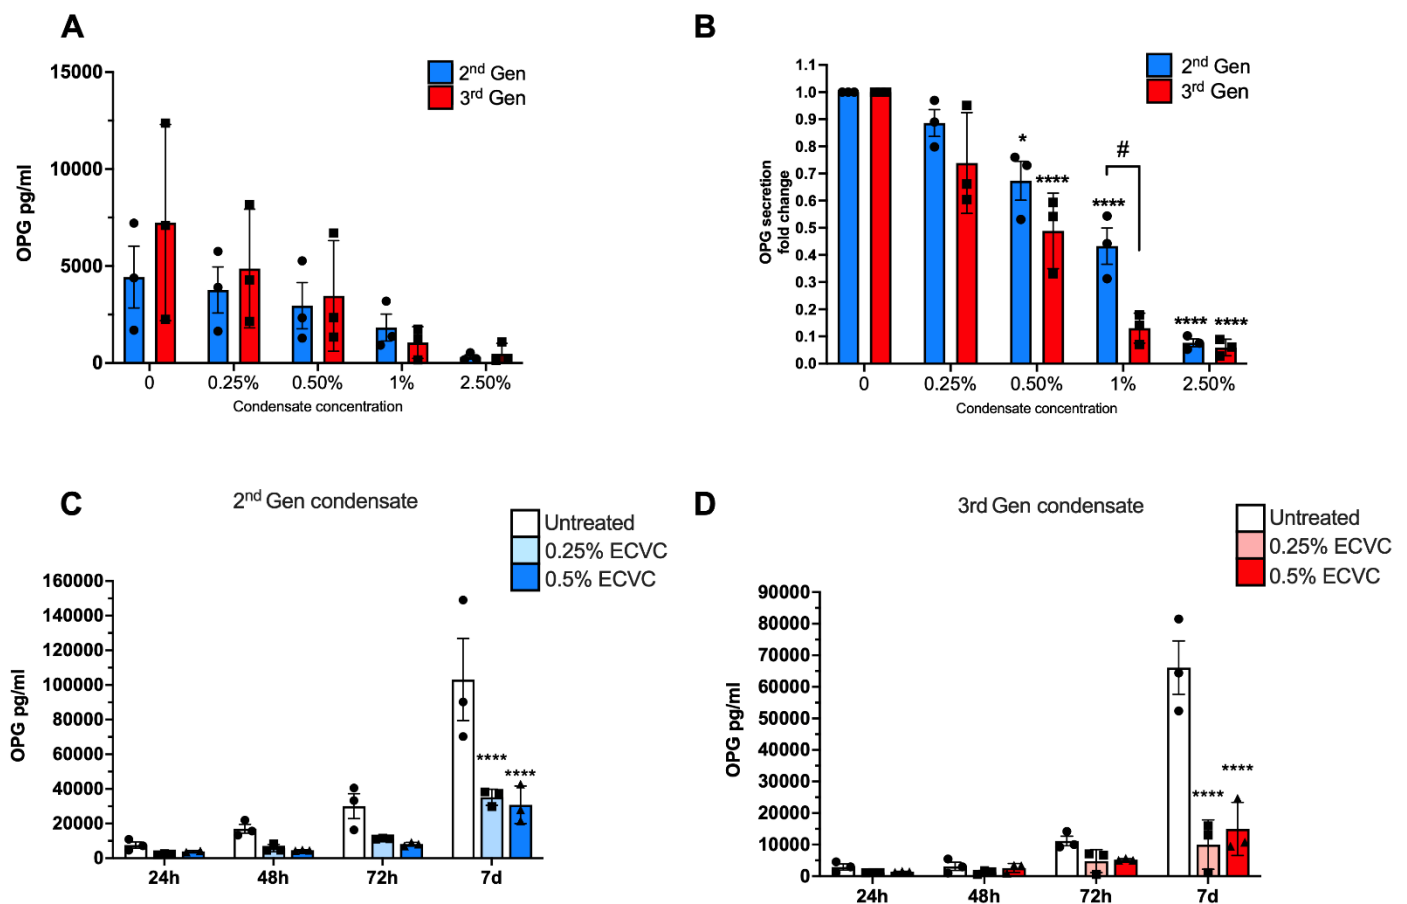 A
2nd Gen
3rd Gen
15000
10000
5000
0
OPG pg/ml
0 0.25% 0.50% 1% 2.50%
Condensate concentration
B
2nd Gen
3rd Gen
1.1
1.0
0.9
0.8
0.7
0.6
0.5
0.4
0.3
0.2
0.1
0.0
OPG secretion
fold change
* **** **** # **** ****
0 0.25% 0.50% 1% 2.50%
Condensate concentration
C
2nd Gen condensate
Untreated
0.25% ECVC
0.5% ECVC
160000
140000
120000
100000
80000
60000
40000
20000
0
OPG pg/ml
**** ****
24h 48h 72h 7d
D
3rd Gen condensate
Untreated
0.25% ECVC
0.5% ECVC
90000
80000
70000
60000
50000
40000
30000
20000
10000
0
OPG pg/ml
**** ****
24h 48h 72h 7d